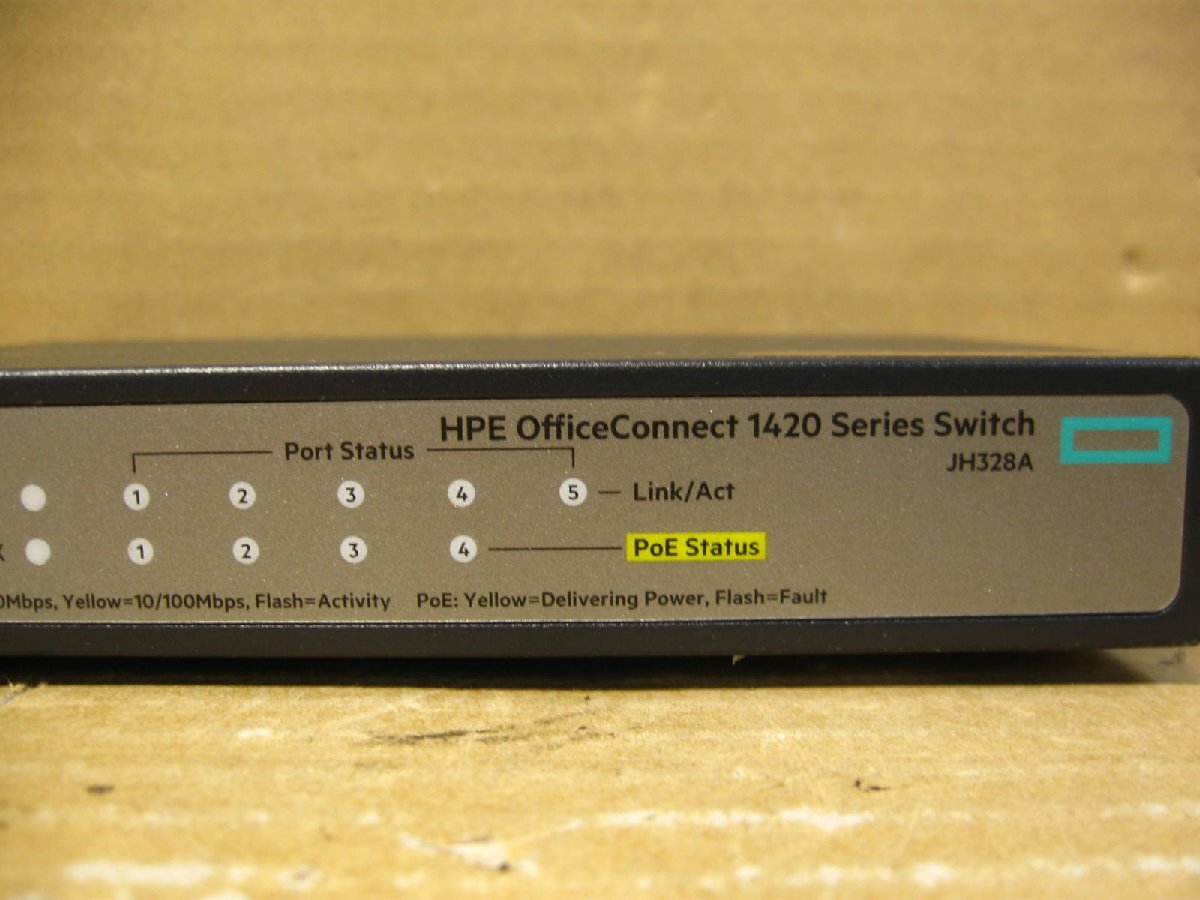 HPE OfficeConnect 1420 Series Switch
JH328A
Port Status
1 2 3 4 5 Link/Act
1 2 3 4 PoE Status
0Mbps, Yellow=10/100Mbps, Flash=Activity PoE: Yellow=Delivering Power, Flash=Fault